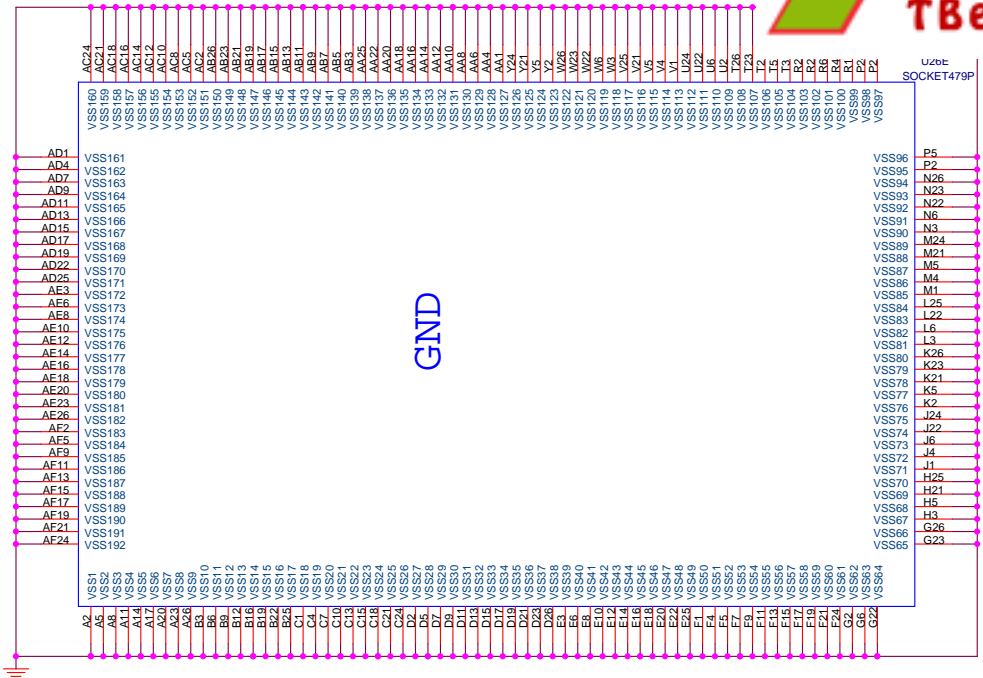 TBe
U26E
SOCKET479P
AC24 AC21 AC18 AC16 AC14 AC12 AC10 AC8 AC5 AC2 AB26 AB23 AB21 AB19 AB17 AB15 AB13 AB11 AB9 AB7 AB5 AB3 AA25 AA22 AA20 AA18 AA16 AA14 AA12 AA10 AA8 AA6 AA4 AA1 Y24 Y21 Y5 Y2 W26 W23 W22 W6 W3 V25 V21 V5 V4 V1 U24 U22 U6 U2 T26 T23 T2 T5 T3 R2 R2 R6 R4 R1 P2 P2
VSS160 VSS159 VSS158 VSS157 VSS156 VSS155 VSS154 VSS153 VSS152 VSS151 VSS150 VSS149 VSS148 VSS147 VSS146 VSS145 VSS144 VSS143 VSS142 VSS141 VSS140 VSS139 VSS138 VSS137 VSS136 VSS135 VSS134 VSS133 VSS132 VSS131 VSS130 VSS129 VSS128 VSS127 VSS126 VSS125 VSS124 VSS123 VSS122 VSS121 VSS120 VSS119 VSS118 VSS117 VSS116 VSS115 VSS114 VSS113 VSS112 VSS111 VSS110 VSS109 VSS108 VSS107 VSS106 VSS105 VSS104 VSS103 VSS102 VSS101 VSS100 VSS99 VSS98 VSS97
AD1 VSS161 VSS96 P5
AD4 VSS162 VSS95 P2
AD7 VSS163 VSS94 N26
AD9 VSS164 VSS93 N23
AD11 VSS165 VSS92 N22
AD13 VSS166 VSS91 N6
AD15 VSS167 VSS90 N3
AD17 VSS168 VSS89 M24
AD19 VSS169 VSS88 M21
AD22 VSS170 VSS87 M5
AD25 VSS171 VSS86 M4
AE3 VSS172 VSS85 M1
AE6 VSS173 VSS84 L25
AE8 VSS174 VSS83 L22
AE10 VSS175 VSS82 L6
AE12 VSS176 VSS81 L3
AE14 VSS177 VSS80 K26
AE16 VSS178 VSS79 K23
AE18 VSS179 VSS78 K21
AE20 VSS180 VSS77 K5
AE23 VSS181 VSS76 K2
AE26 VSS182 VSS75 J24
AF2 VSS183 VSS74 J22
AF5 VSS184 VSS73 J6
AF9 VSS185 VSS72 J4
AF11 VSS186 VSS71 J1
AF13 VSS187 VSS70 H25
AF15 VSS188 VSS69 H21
AF17 VSS189 VSS68 H5
AF19 VSS190 VSS67 H3
AF21 VSS191 VSS66 G26
AF24 VSS192 VSS65 G23
GND
VSS1 VSS2 VSS3 VSS4 VSS5 VSS6 VSS7 VSS8 VSS9 VSS10 VSS11 VSS12 VSS13 VSS14 VSS15 VSS16 VSS17 VSS18 VSS19 VSS20 VSS21 VSS22 VSS23 VSS24 VSS25 VSS26 VSS27 VSS28 VSS29 VSS30 VSS31 VSS32 VSS33 VSS34 VSS35 VSS36 VSS37 VSS38 VSS39 VSS40 VSS41 VSS42 VSS43 VSS44 VSS45 VSS46 VSS47 VSS48 VSS49 VSS50 VSS51 VSS52 VSS53 VSS54 VSS55 VSS56 VSS57 VSS58 VSS59 VSS60 VSS61 VSS62 VSS63 VSS64
A2 A5 A8 A11 A14 A17 A20 A23 A26 B3 B6 B9 B12 B16 B19 B22 B25 C1 C4 C7 C10 C13 C15 C18 C21 C24 D2 D5 D7 D9 D11 D13 D15 D17 D19 D21 D23 D26 E3 E6 E8 E10 E12 E14 E16 E18 E20 E22 E25 F1 F4 F5 F7 F9 F11 F13 F15 F17 F19 F21 F24 G2 G6 G22